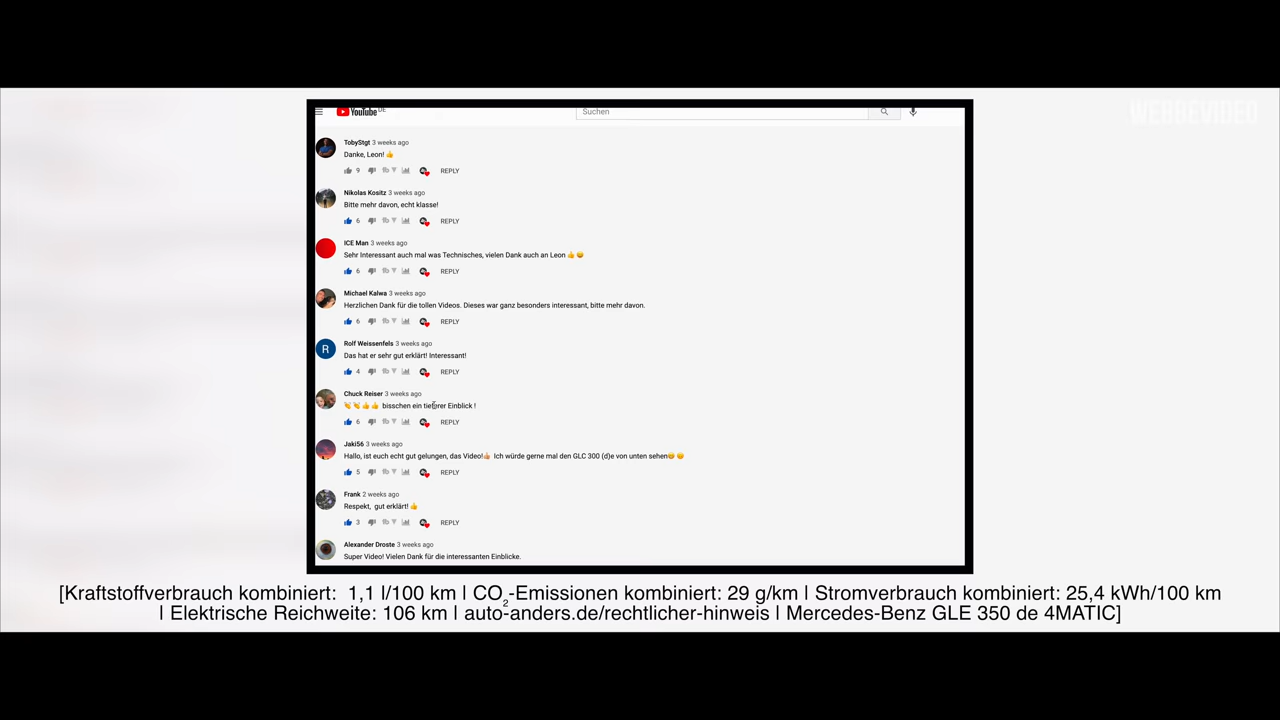 WEBDEVIDEO
YouTube DE
Suchen
TobyStgt 3 weeks ago
Danke, Leon! 👍
9 REPLY
Nikolas Kositz 3 weeks ago
Bitte mehr davon, echt klasse!
6 REPLY
ICE Man 3 weeks ago
Sehr Interessant auch mal was Technisches, vielen Dank auch an Leon 👍😄
6 REPLY
Michael Kalwa 3 weeks ago
Herzlichen Dank für die tollen Videos. Dieses war ganz besonders interessant, bitte mehr davon.
6 REPLY
Rolf Weissenfels 3 weeks ago
R
Das hat er sehr gut erklärt! Interessant!
4 REPLY
Chuck Reiser 3 weeks ago
👏👏👍👍 bisschen ein tieferer Einblick !
6 REPLY
Jaki56 3 weeks ago
Hallo, ist euch echt gut gelungen, das Video!👍 Ich würde gerne mal den GLC 300 (d)e von unten sehen😊😊
5 REPLY
Frank 2 weeks ago
Respekt, gut erklärt! 👍
3 REPLY
Alexander Droste 3 weeks ago
Super Video! Vielen Dank für die interessanten Einblicke.
[Kraftstoffverbrauch kombiniert: 1,1 l/100 km | CO₂-Emissionen kombiniert: 29 g/km | Stromverbrauch kombiniert: 25,4 kWh/100 km
| Elektrische Reichweite: 106 km | auto-anders.de/rechtlicher-hinweis | Mercedes-Benz GLE 350 de 4MATIC]